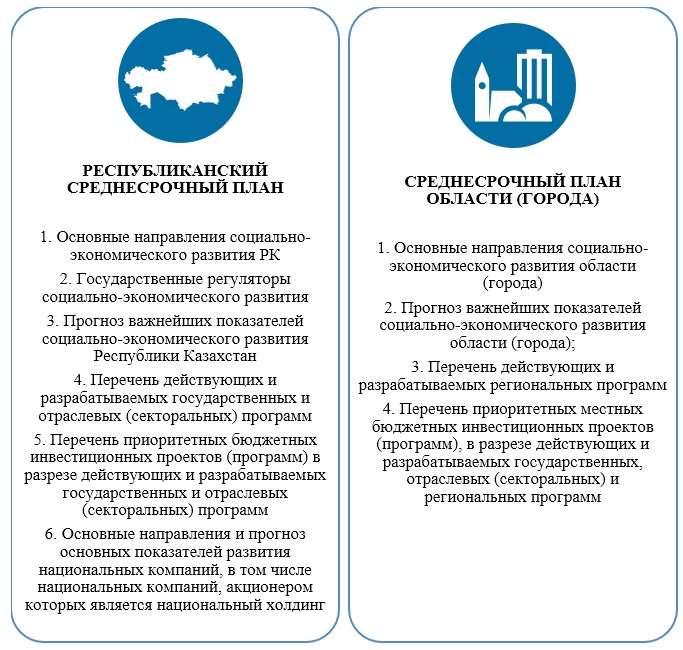 РЕСПУБЛИКАНСКИЙ
СРЕДНЕСРОЧНЫЙ ПЛАН
1. Основные направления социально-
экономического развития РК
2. Государственные регуляторы
социально-экономического развития
3. Прогноз важнейших показателей
социально-экономического развития
Республики Казахстан
4. Перечень действующих и
разрабатываемых государственных и
отраслевых (секторальных) программ
5. Перечень приоритетных бюджетных
инвестиционных проектов (программ) в
разрезе действующих и разрабатываемых
государственных и отраслевых
(секторальных) программ
6. Основные направления и прогноз
основных показателей развития
национальных компаний, в том числе
национальных компаний, акционером
которых является национальный холдинг
СРЕДНЕСРОЧНЫЙ ПЛАН
ОБЛАСТИ (ГОРОДА)
1. Основные направления социально-
экономического развития области
(города)
2. Прогноз важнейших показателей
социально-экономического развития
области (города);
3. Перечень действующих и
разрабатываемых региональных программ
4. Перечень приоритетных местных
бюджетных инвестиционных проектов
(программ), в разрезе действующих и
разрабатываемых государственных,
отраслевых (секторальных) и
региональных программ